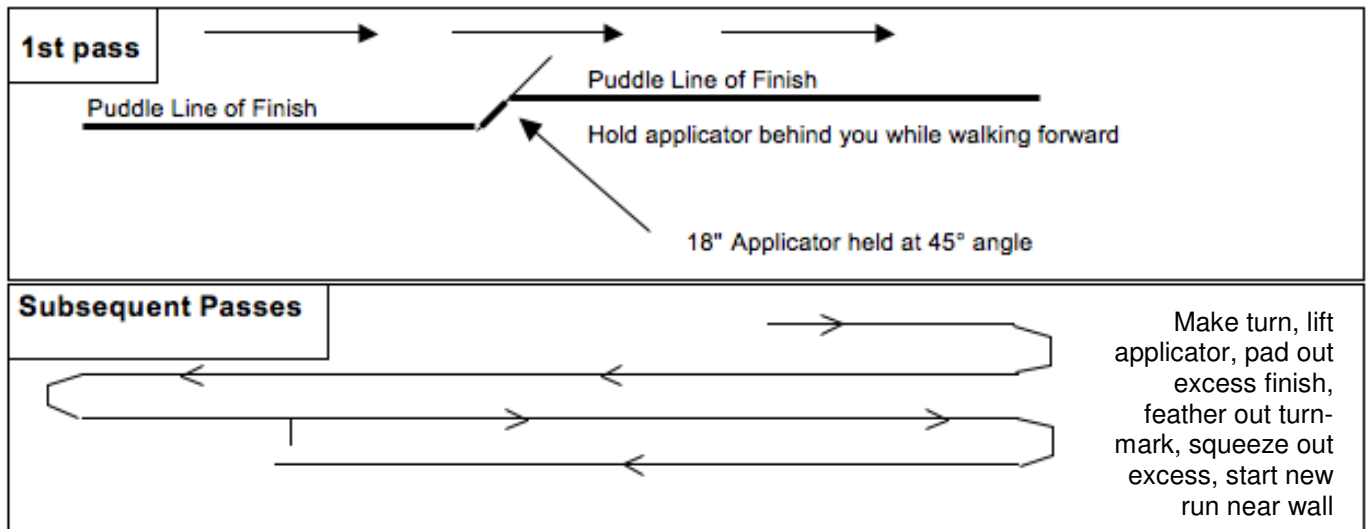 1st pass
Puddle Line of Finish
Puddle Line of Finish
Hold applicator behind you while walking forward
18" Applicator held at 45° angle
Subsequent Passes
Make turn, lift
applicator, pad out
excess finish,
feather out turn-
mark, squeeze out
excess, start new
run near wall